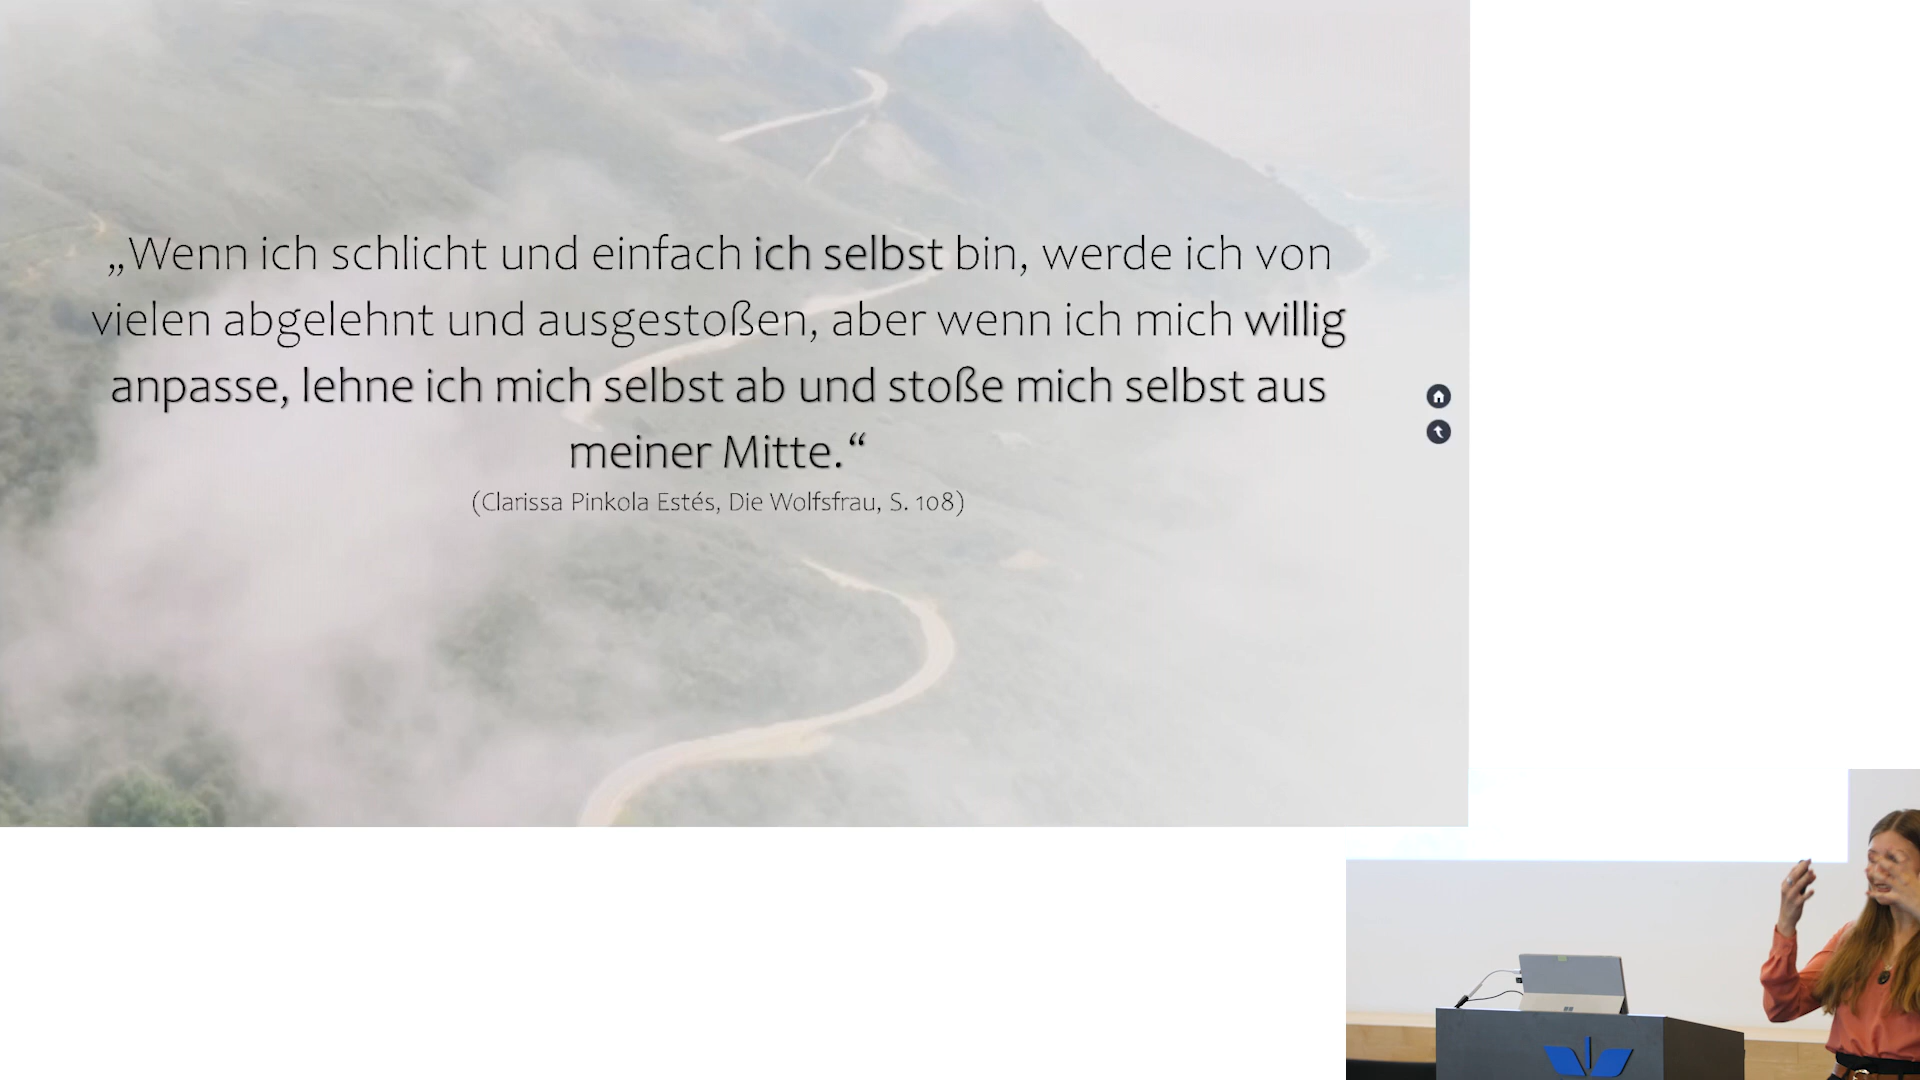 „Wenn ich schlicht und einfach ich selbst bin, werde ich von
vielen abgelehnt und ausgestoßen, aber wenn ich mich willig
anpasse, lehne ich mich selbst ab und stoße mich selbst aus
meiner Mitte.“
(Clarissa Pinkola Estés, Die Wolfsfrau, S. 108)